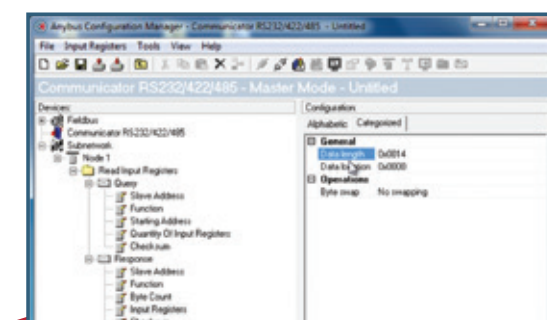 Anybus Configuration Manager - Communicator RS232/422/485 - Untitled
File Input Registers Tools View Help
Communicator RS232/422/485 - Master Mode - Untitled
Devices:
Fieldbus
Communicator RS232/422/485
Subnetwork
Node 1
Read Input Registers
Query
Slave Address
Function
Starting Address
Quantity Of Input Registers
Checksum
Response
Slave Address
Function
Byte Count
Input Registers
Configuration
Alphabetic Categorized
General
Data length 0x0014
Data location 0x0000
Operations
Byte swap No swapping